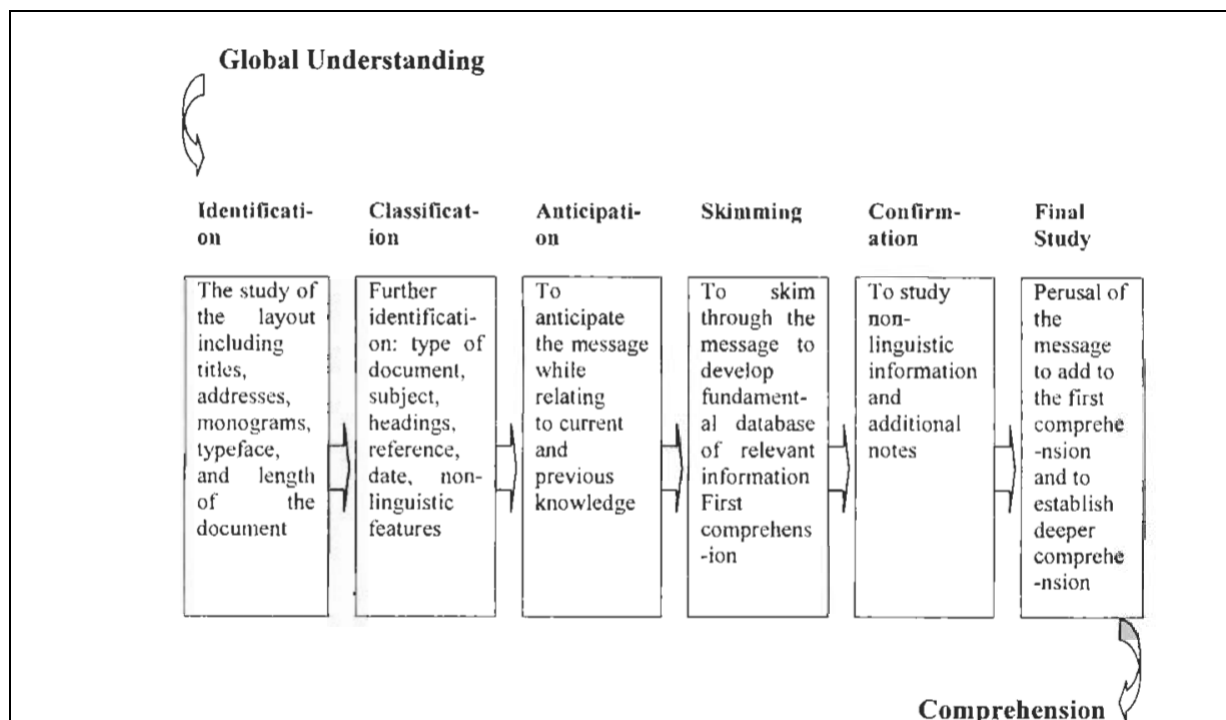 Global Understanding
Identificati-
on
The study of
the layout
including
titles,
addresses,
monograms,
typeface,
and length
of the
document
Classificat-
ion
Further
identificati-
on: type of
document,
subject,
headings,
reference,
date, non-
linguistic
features
Anticipati-
on
To
anticipate
the message
while
relating
to current
and
previous
knowledge
Skimming
To skim
through the
message to
develop
fundament-
al database
of relevant
information
First
comprehens
-ion
Confirm-
ation
To study
non-
linguistic
information
and
additional
notes
Final
Study
Perusal of
the
message
to add to
the first
comprehe
-nsion
and to
establish
deeper
comprehe
-nsion
Comprehension